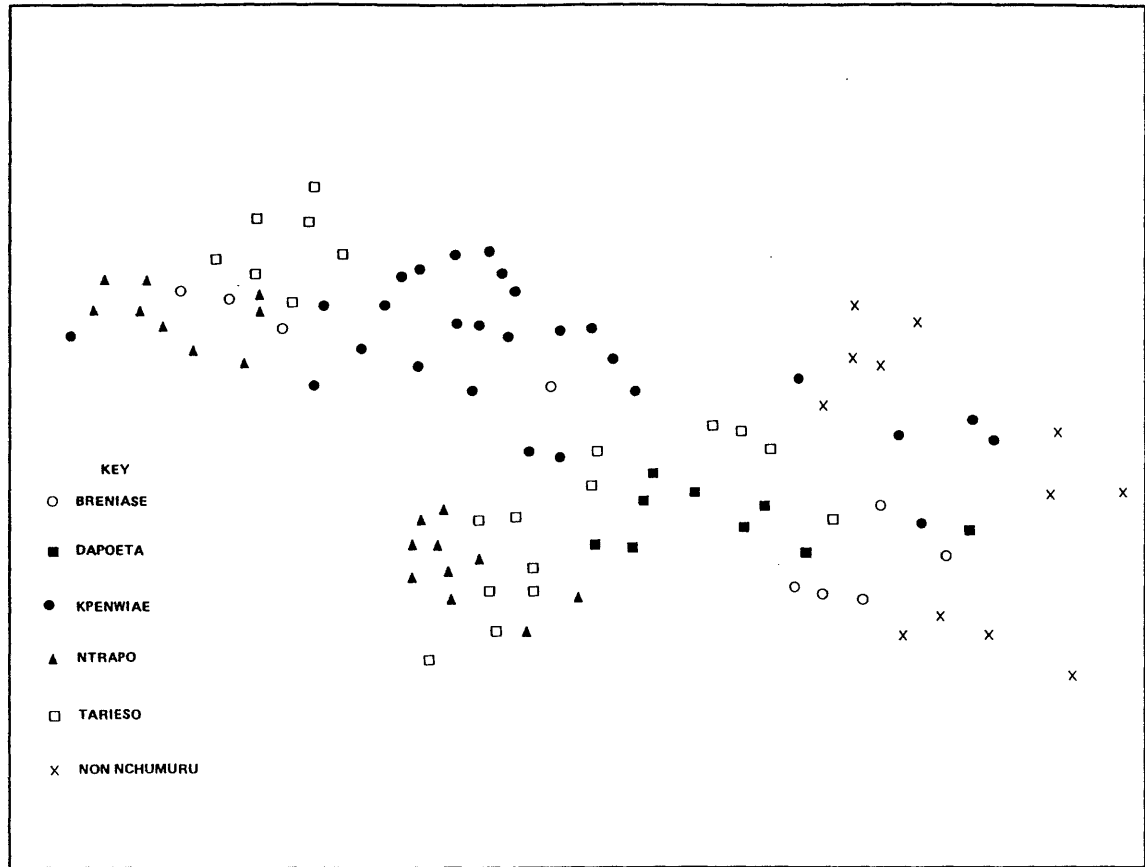 KEY
BRENIASE
DAPOETA
KPENWIAE
NTRAPO
TARIESO
NON NCHUMURU